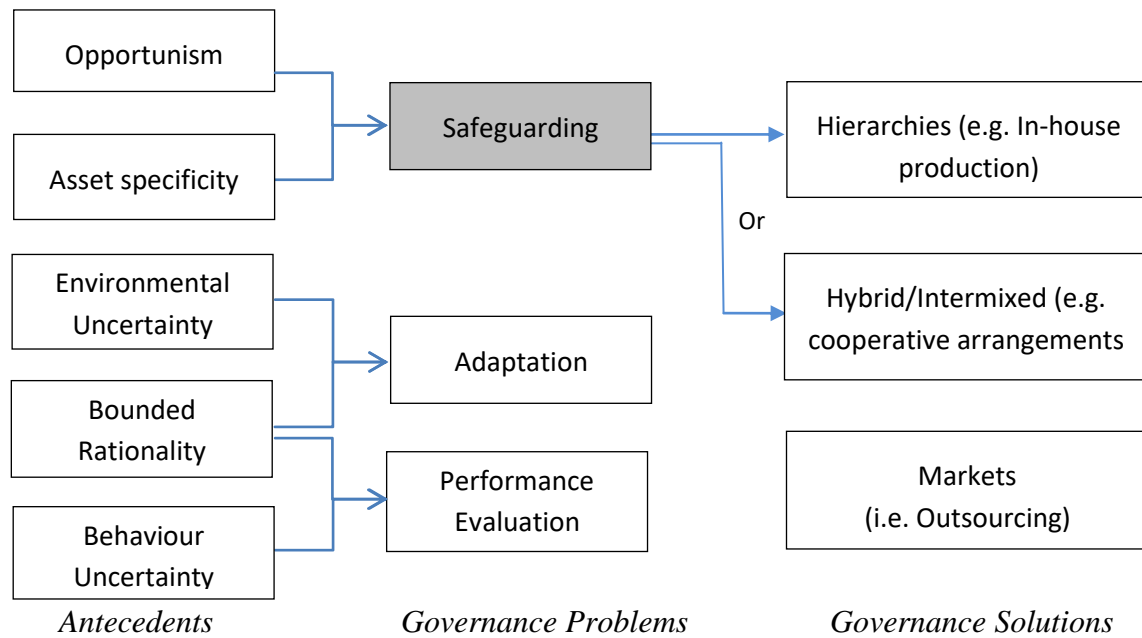 Opportunism
Asset specificity
Environmental
Uncertainty
Bounded
Rationality
Behaviour
Uncertainty
Antecedents
Safeguarding
Adaptation
Performance
Evaluation
Governance Problems
Or
Hierarchies (e.g. In-house
production)
Hybrid/Intermixed (e.g.
cooperative arrangements
Markets
(i.e. Outsourcing)
Governance Solutions